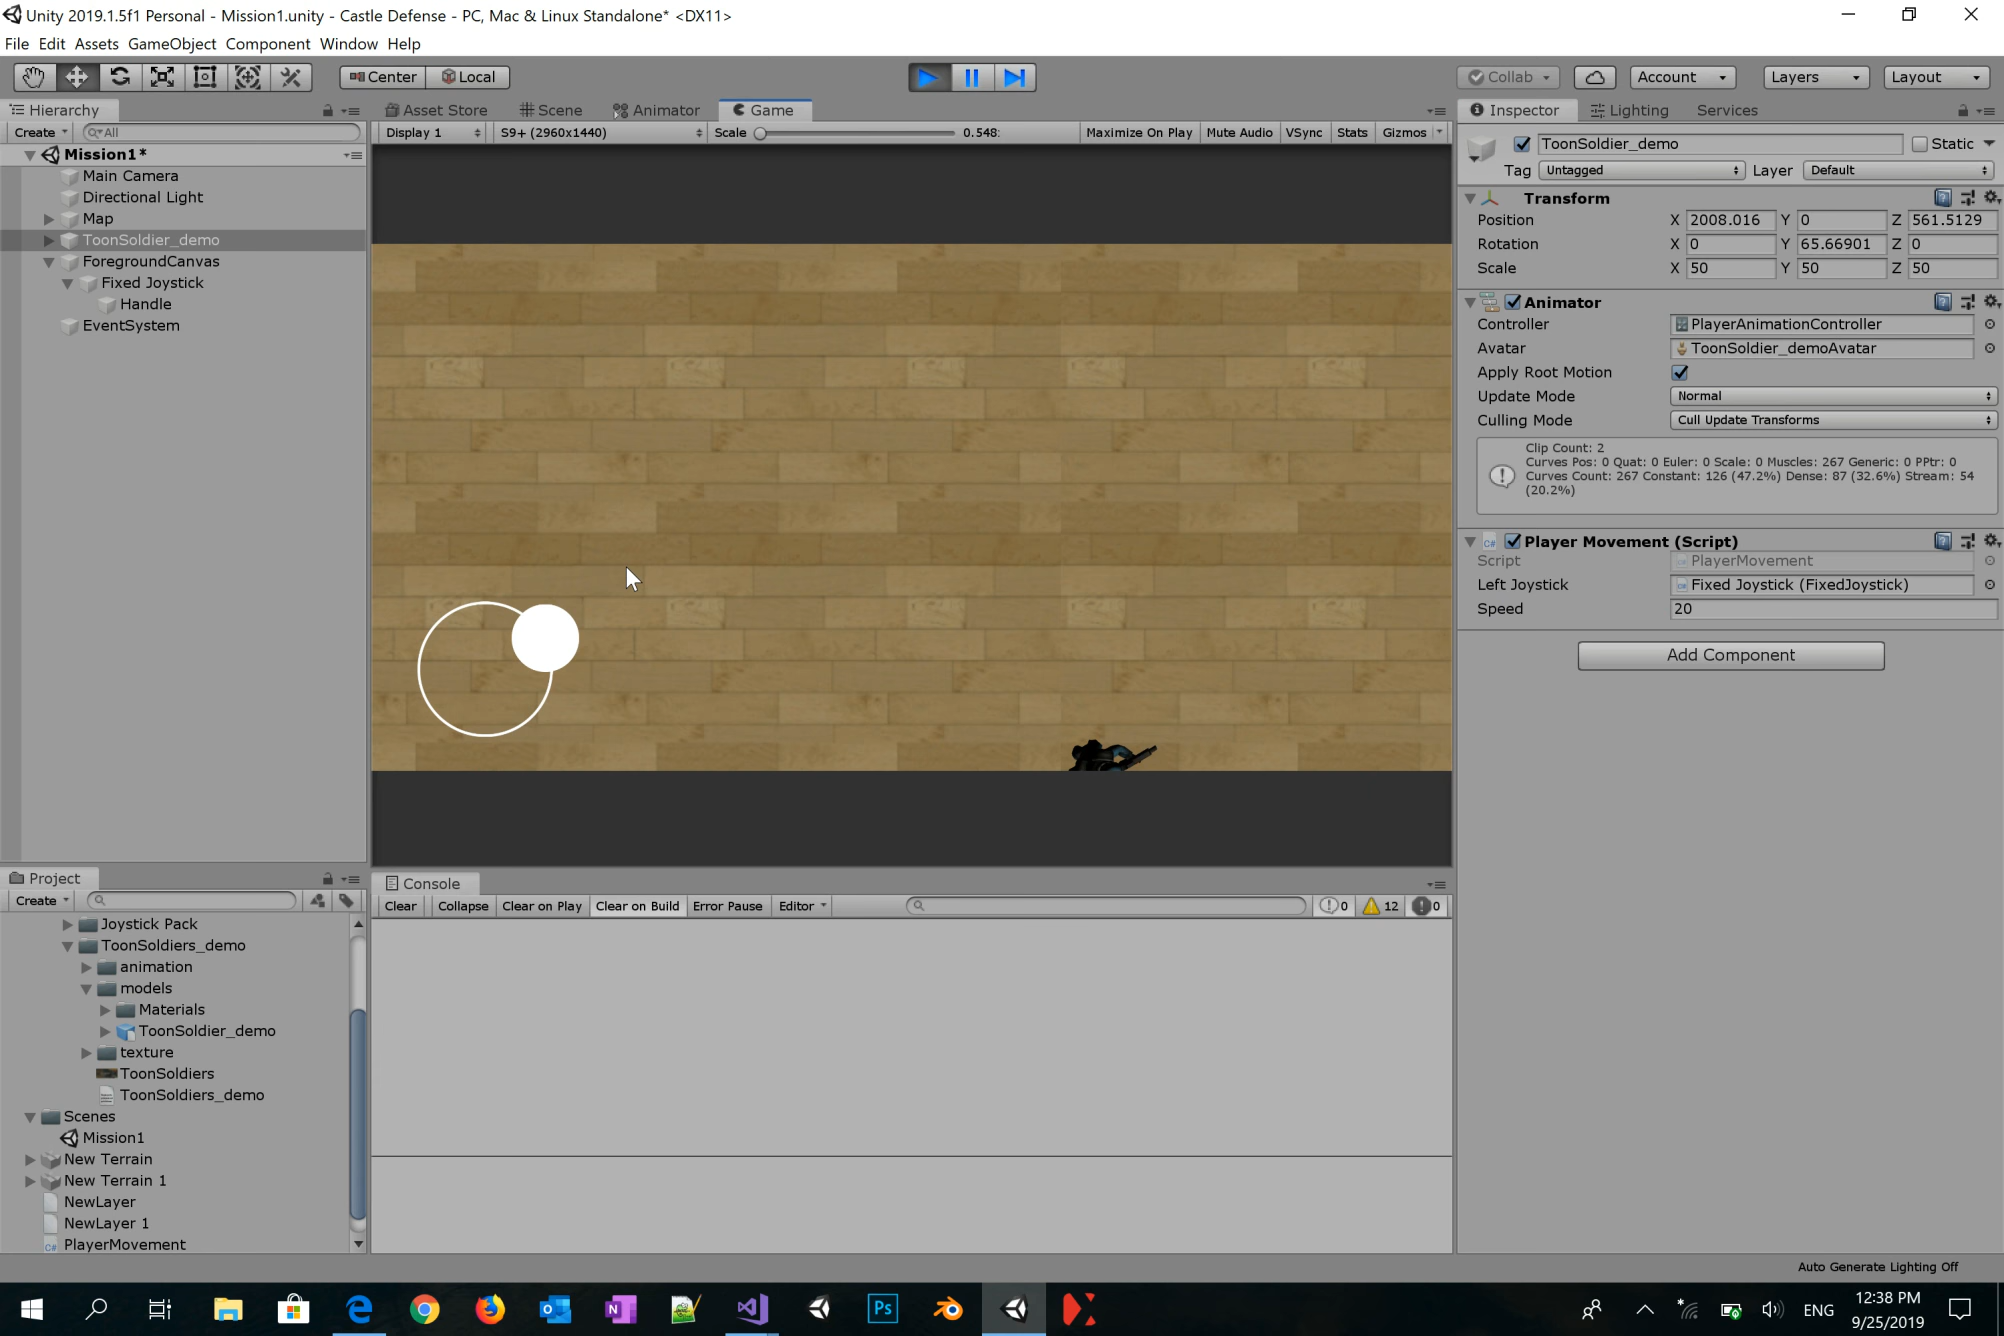 Unity 2019.1.5f1 Personal - Mission1.unity - Castle Defense - PC, Mac & Linux Standalone* <DX11>
File Edit Assets GameObject Component Window Help
Center Local Collab Account Layers Layout
Hierarchy Asset Store Scene Animator Game Inspector Lighting Services
Create All Display 1 S9+ (2960x1440) Scale 0.548: Maximize On Play Mute Audio VSync Stats Gizmos
ToonSoldier_demo Static
Mission1*
Tag Untagged Layer Default
Main Camera
Directional Light
Map
ToonSoldier_demo
ForegroundCanvas
Fixed Joystick
Handle
EventSystem
Transform
Position X 2008.016 Y 0 Z 561.5129
Rotation X 0 Y 65.66901 Z 0
Scale X 50 Y 50 Z 50
Animator
Controller PlayerAnimationController
Avatar ToonSoldier_demoAvatar
Apply Root Motion
Update Mode Normal
Culling Mode Cull Update Transforms
Clip Count: 2
Curves Pos: 0 Quat: 0 Euler: 0 Scale: 0 Muscles: 267 Generic: 0 PPtr: 0
Curves Count: 267 Constant: 126 (47.2%) Dense: 87 (32.6%) Stream: 54
(20.2%)
C# Player Movement (Script)
Script PlayerMovement
Left Joystick Fixed Joystick (FixedJoystick)
Speed 20
Add Component
Project Console
Create Clear Collapse Clear on Play Clear on Build Error Pause Editor 0 12 0
Joystick Pack
ToonSoldiers_demo
animation
models
Materials
ToonSoldier_demo
texture
ToonSoldiers
ToonSoldiers_demo
Scenes
Mission1
New Terrain
New Terrain 1
NewLayer
NewLayer 1
C# PlayerMovement
Auto Generate Lighting Off
Ps
ENG
12:38 PM
9/25/2019